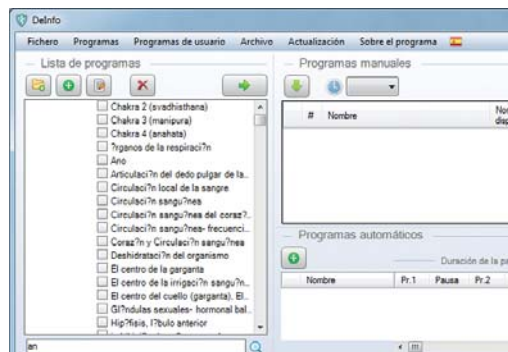 DeInfo
Fichero Programas Programas de usuario Archivo Actualización Sobre el programa
Lista de programas
Programas manuales
Chakra 2 (svadhisthana)
Chakra 3 (manipura)
Chakra 4 (anahata)
?rganos de la respiraci?n
Ano
Articulaci?n del dedo pulgar de la..
Circulaci?n local de la sangre
Circulaci?n sangu?nea
Circulaci?n sangu?nea del coraz?..
Circulaci?n sangu?nea- frecuenci..
Coraz?n y Circulaci?n sangu?nea
Deshidrataci?n del organismo
El centro de la garganta
El centro de la irrigaci?n sangu?n..
El centro del cuello (garganta). El..
Gl?ndulas sexuales- hormonal bal..
Hip?fisis, l?bulo anterior
an
# Nombre
Programas automáticos
Duración de la pa
Nombre Pr.1 Pausa Pr.2